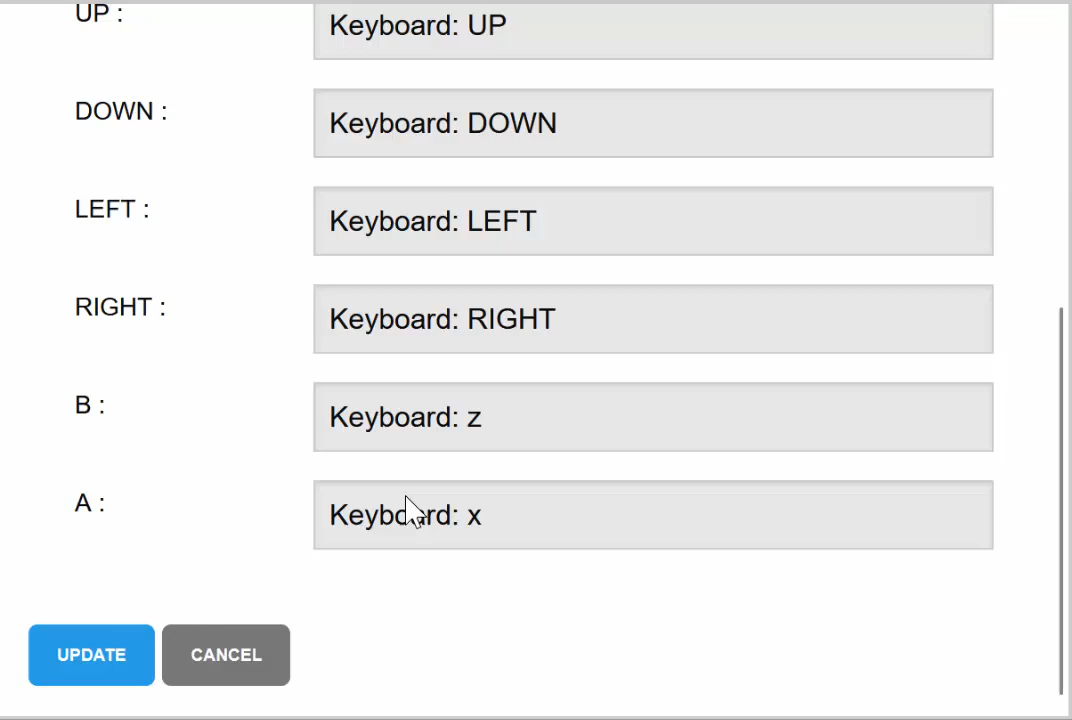 UP :
Keyboard: UP
DOWN :
Keyboard: DOWN
LEFT :
Keyboard: LEFT
RIGHT :
Keyboard: RIGHT
B :
Keyboard: z
A :
Keyboard: x
UPDATE
CANCEL